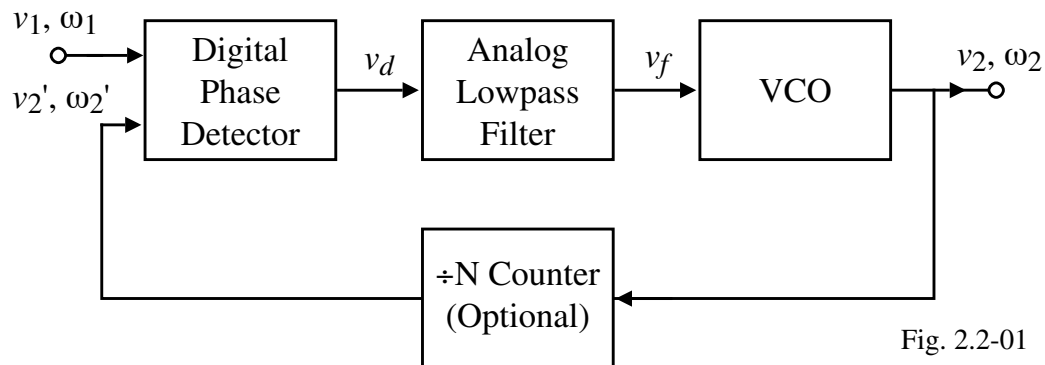 v1, ω1
v2', ω2'
Digital
Phase
Detector
vd
Analog
Lowpass
Filter
vf
VCO
v2, ω2
÷N Counter
(Optional)
Fig. 2.2-01